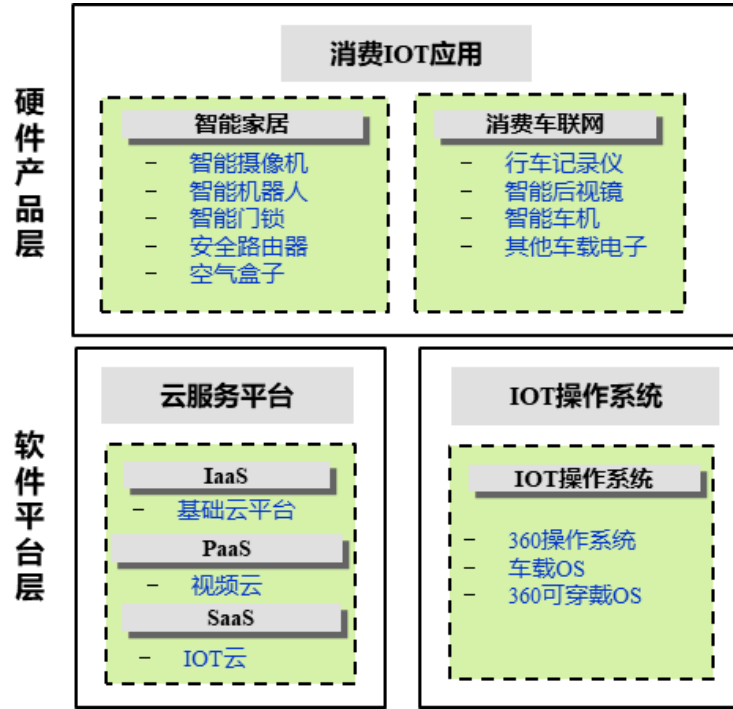 硬件产品层
消费IOT应用
智能家居
- 智能摄像机
- 智能机器人
- 智能门锁
- 安全路由器
- 空气盒子
消费车联网
- 行车记录仪
- 智能后视镜
- 智能车机
- 其他车载电子
软件平台层
云服务平台
IaaS
- 基础云平台
PaaS
- 视频云
SaaS
- IOT云
IOT操作系统
IOT操作系统
- 360操作系统
- 车载OS
- 360可穿戴OS